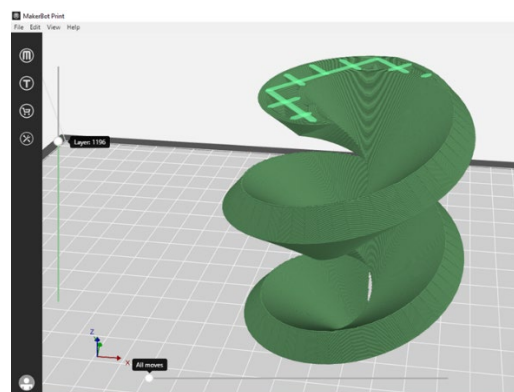 MakerBot Print
File Edit View Help
Layer: 1196
All moves
Z
X